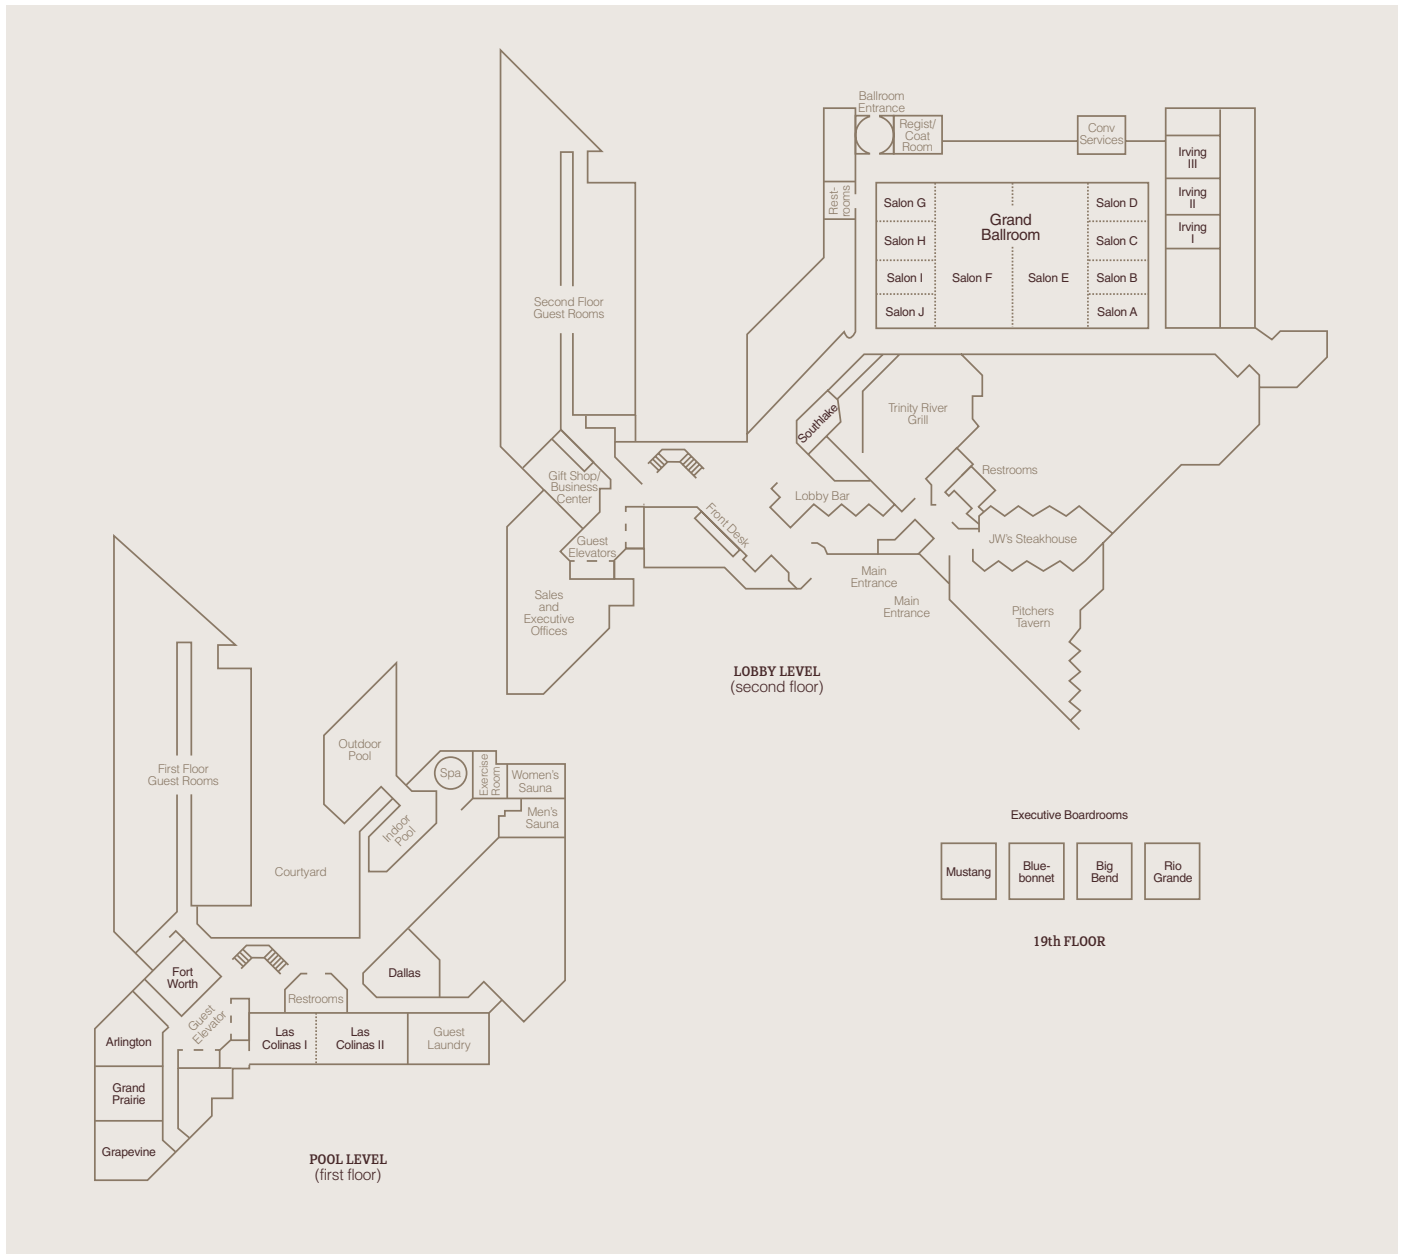 Ballroom
Entrance
Regist/
Coat
Room
Conv
Services
Irving
III
Irving
II
Irving
I
Rest-
rooms
Salon G
Salon H
Salon I
Salon J
Grand
Ballroom
Salon F
Salon E
Salon D
Salon C
Salon B
Salon A
Second Floor
Guest Rooms
Southlake
Trinity River
Grill
Restrooms
Gift Shop/
Business
Center
Lobby Bar
Front Desk
JW's Steakhouse
Guest
Elevators
Main
Entrance
Main
Entrance
Pitchers
Tavern
Sales
and
Executive
Offices
LOBBY LEVEL
(second floor)
First Floor
Guest Rooms
Outdoor
Pool
Spa
Exercise
Room
Women's
Sauna
Men's
Sauna
Indoor
Pool
Courtyard
Fort
Worth
Dallas
Restrooms
Guest
Elevator
Arlington
Las
Colinas I
Las
Colinas II
Guest
Laundry
Grand
Prairie
Grapevine
POOL LEVEL
(first floor)
Executive Boardrooms
Mustang
Blue-
bonnet
Big
Bend
Rio
Grande
19th FLOOR